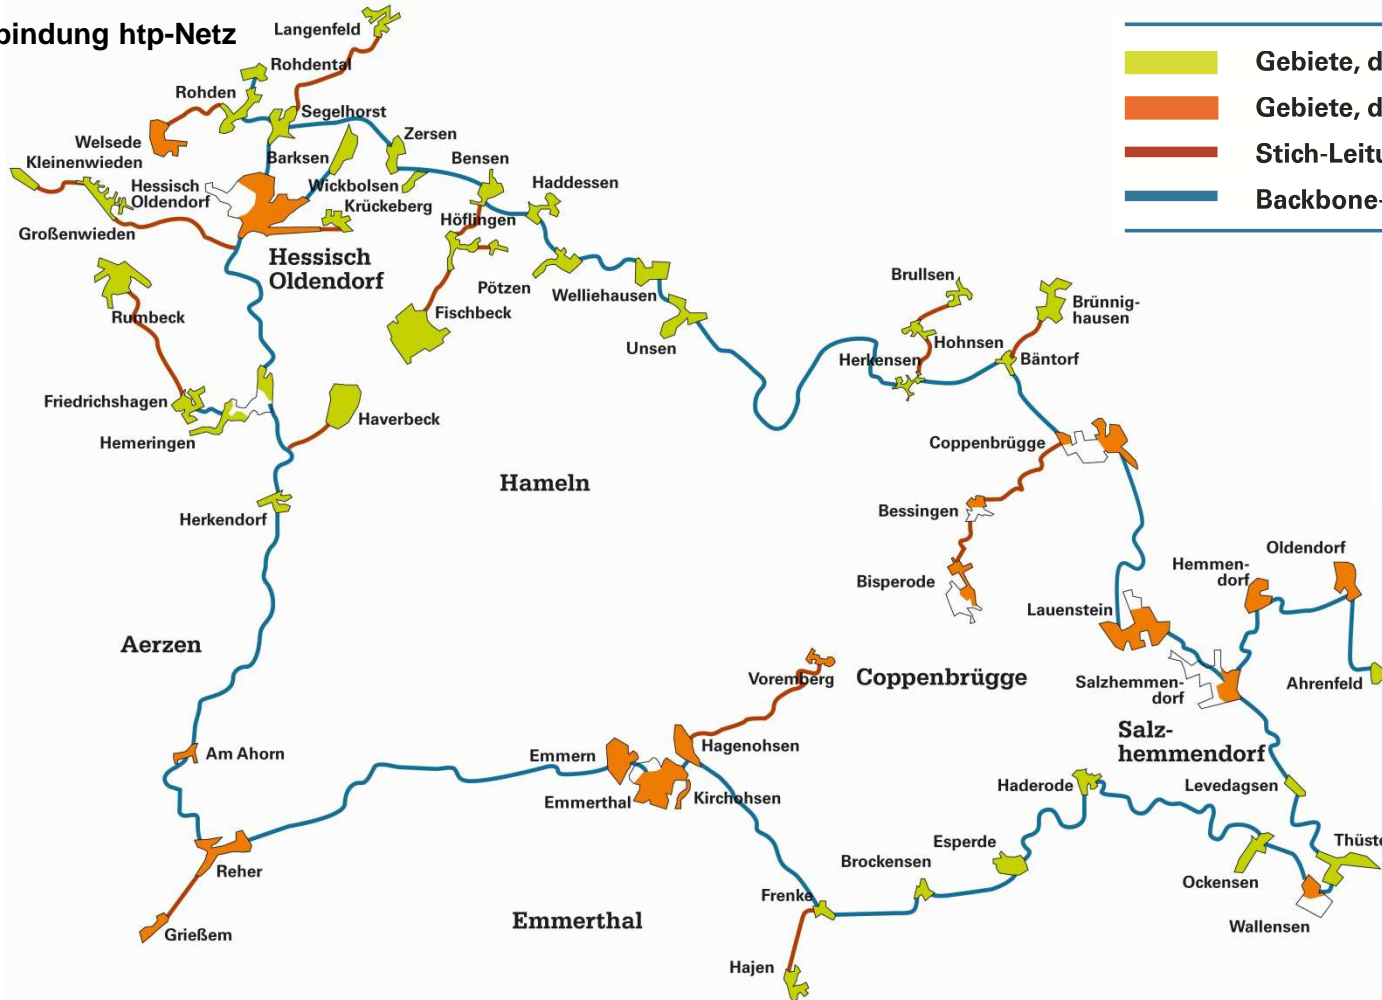 bindung htp-Netz
Langenfeld
Gebiete, d
Gebiete, d
Stich-Leitu
Backbone-
Rohdental
Rohden
Segelhorst
Welsede
Zersen
Kleinenwieden
Barksen
Bensen
Hessisch
Oldendorf
Wickbolsen
Haddessen
Krückeberg
Großenwieden
Höflingen
Hessisch
Oldendorf
Pötzen
Welliehausen
Brullsen
Rumbeck
Fischbeck
Brünnig-
hausen
Unsen
Hohnsen
Herkensen
Bäntorf
Friedrichshagen
Haverbeck
Hemeringen
Coppenbrügge
Hameln
Herkendorf
Bessingen
Oldendorf
Hemmen-
dorf
Bisperode
Lauenstein
Aerzen
Voremberg
Coppenbrügge
Salzhemmen-
dorf
Ahrenfeld
Salz-
hemmendorf
Am Ahorn
Emmern
Hagenohsen
Haderode
Levedagsen
Emmerthal
Kirchohsen
Esperde
Thüste
Brockensen
Reher
Ockensen
Frenke
Emmerthal
Wallensen
Grießem
Hajen